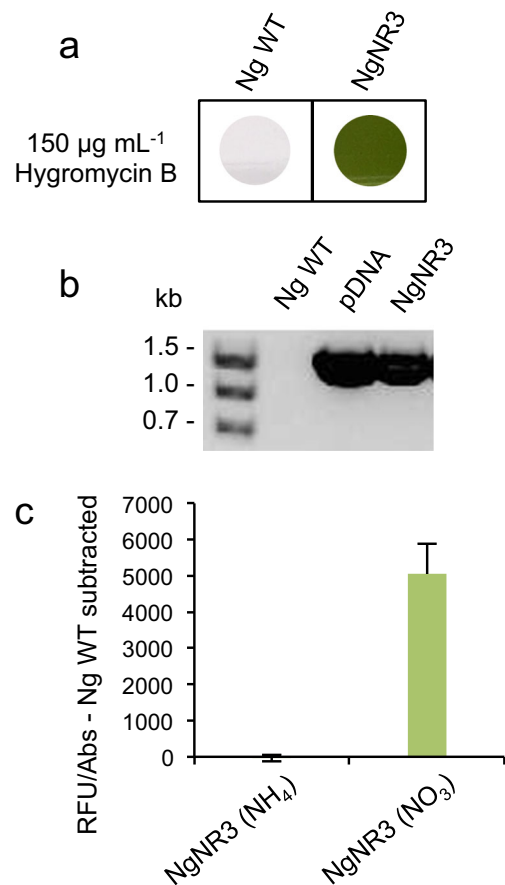 a
Ng WT
NgNR3
150 µg mL-1
Hygromycin B
b
kb
Ng WT
pDNA
NgNR3
1.5 -
1.0 -
0.7 -
c
RFU/Abs - Ng WT subtracted
7000
6000
5000
4000
3000
2000
1000
0
NgNR3 (NH4)
NgNR3 (NO3)